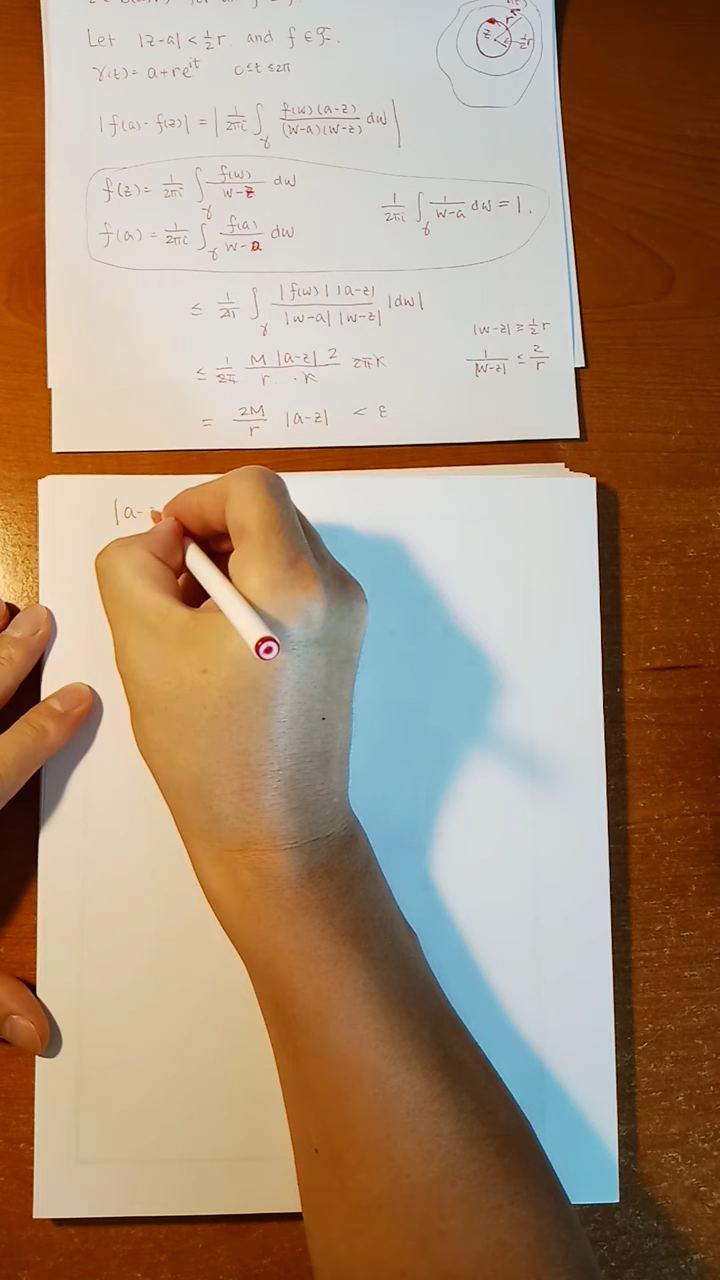 Let |z-a| < ½r and f ∈ ℱ.
γ(t) = a+re^{it} 0≤t≤2π
z r ½r
|f(a) - f(z)| = | 1/2πi ∫_γ f(w)(a-z)/(w-a)(w-z) dw |
f(z) = 1/2πi ∫_γ f(w)/w-z dw
1/2πi ∫_γ 1/w-a dw = 1.
f(a) = 1/2πi ∫_γ f(a)/w-a dw
≤ 1/2π ∫_γ |f(w)| |a-z|/|w-a| |w-z| |dw|
|w-z| ≥ ½r
≤ 1/2π M |a-z| 2/r · r 2πr
1/|w-z| ≤ 2/r
= 2M/r |a-z| < ε
|a-